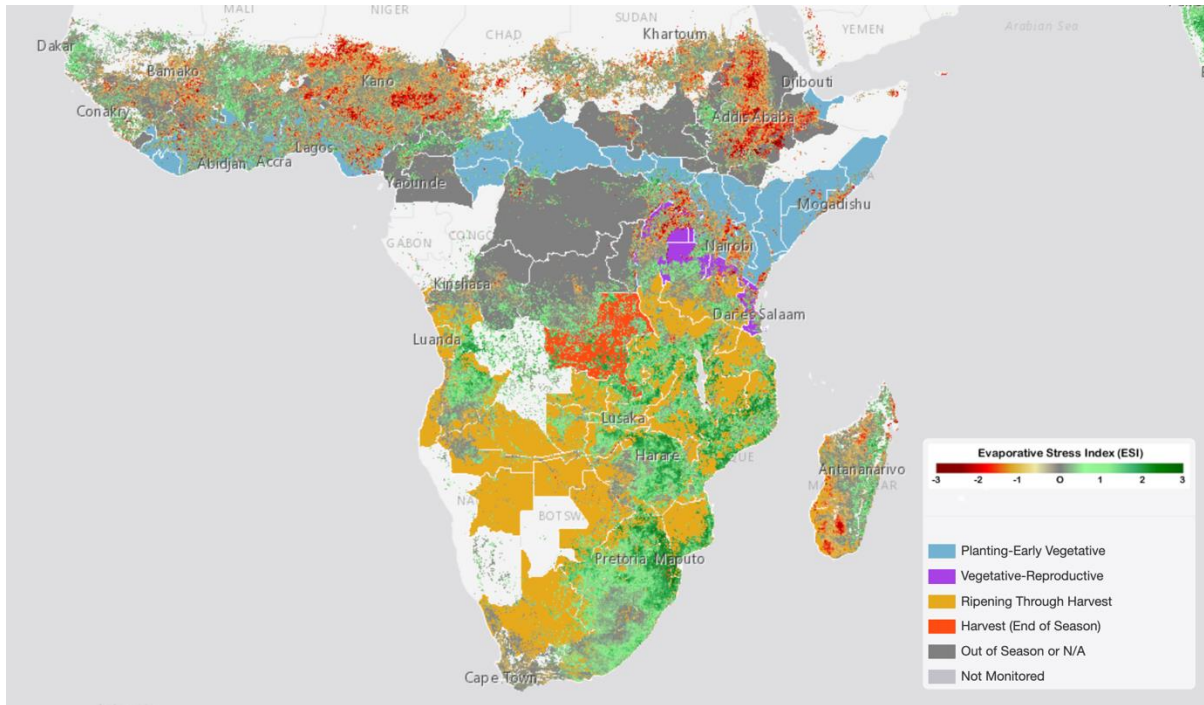 MALI
NIGER
CHAD
SUDAN
YEMEN
Arabian Sea
Dakar
Khartoum
Bamako
Kano
Djibouti
Conakry
Addis Ababa
Lagos
Abidjan
Accra
Yaounde
Mogadishu
GABON
CONGO
Nairobi
Kinshasa
Dar es Salaam
Luanda
Lusaka
Harare
Antananarivo
BOTSWA
Pretoria
Maputo
Cape Town
Evaporative Stress Index (ESI)
-3 -2 -1 0 1 2 3
Planting-Early Vegetative
Vegetative-Reproductive
Ripening Through Harvest
Harvest (End of Season)
Out of Season or N/A
Not Monitored